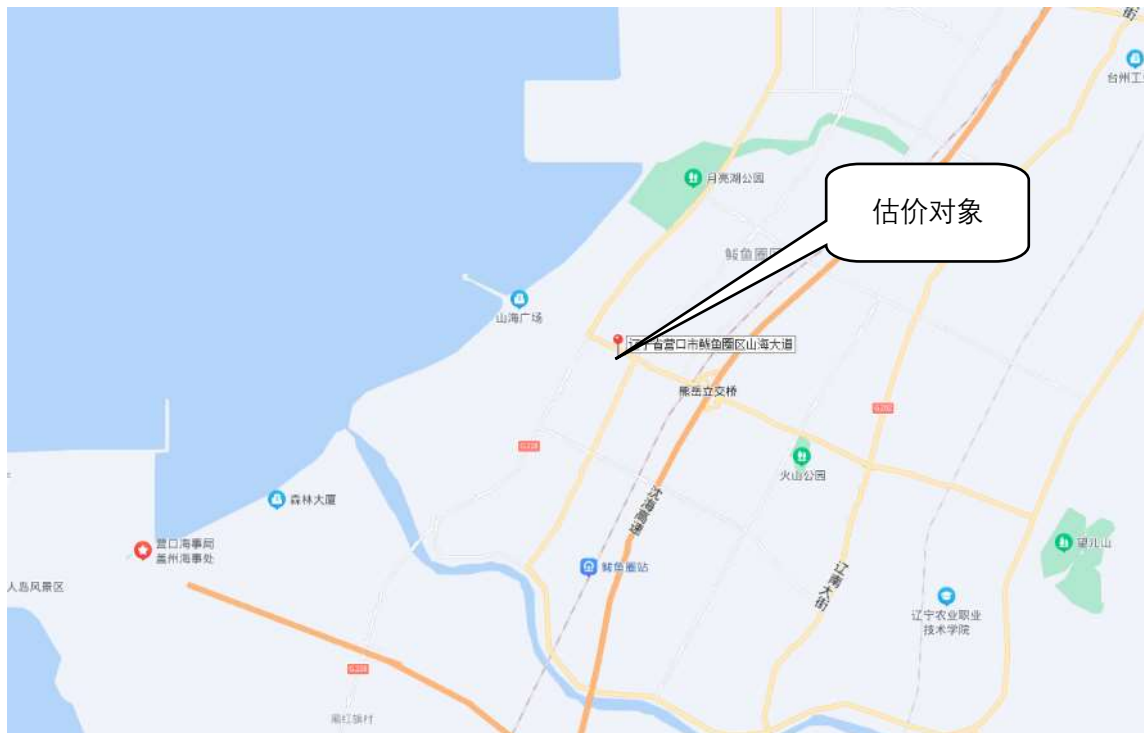 街
台州工
月亮湖公园
估价对象
鲅鱼圈区
山海广场
辽宁省营口市鲅鱼圈区山海大道
熊岳立交桥
G202
G228
火山公园
沈海高速
森林大厦
营口海事局
盖州海事处
望儿山
鲅鱼圈站
人岛风景区
辽南大街
辽宁农业职业
技术学院
G228